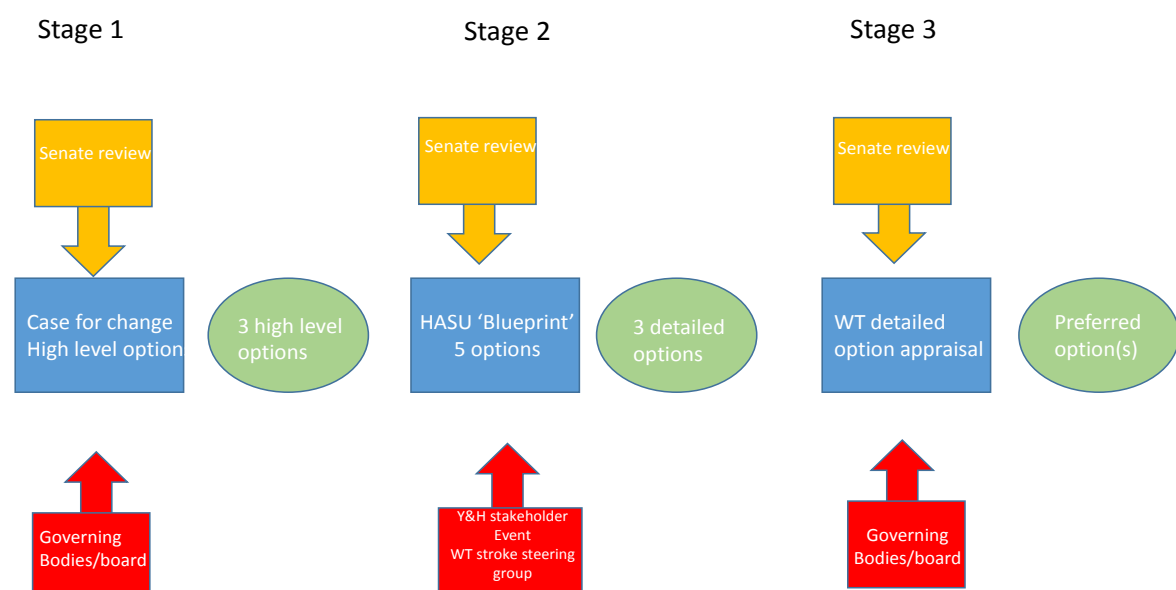 Stage 1
Stage 2
Stage 3
Senate review
Senate review
Senate review
Case for change
High level option
3 high level
options
HASU ‘Blueprint’
5 options
3 detailed
options
WT detailed
option appraisal
Preferred
option(s)
Governing
Bodies/board
Y&H stakeholder
Event
WT stroke steering
group
Governing
Bodies/board